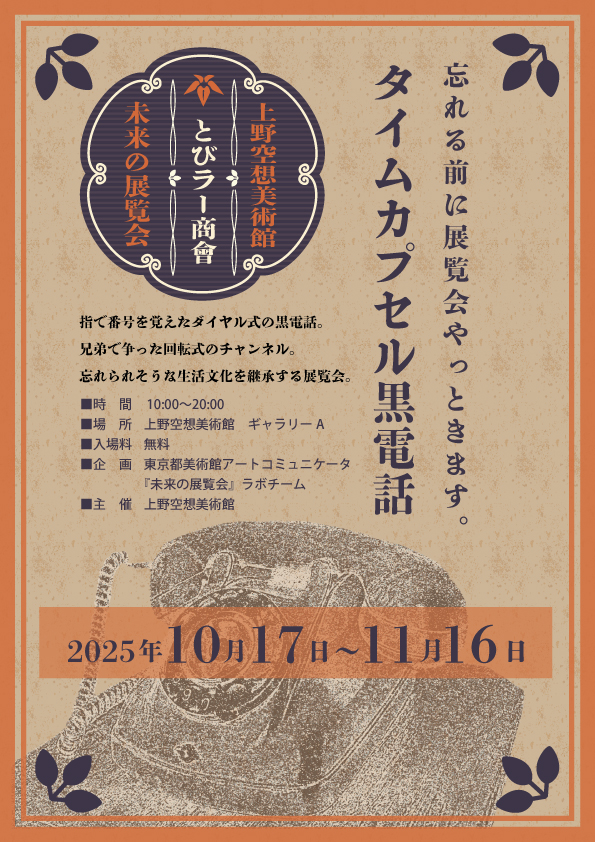 忘れる前に展覧会やっときます。
タイムカプセル黒電話
上野空想美術館
とびラー商會
未来の展覧会
指で番号を覚えたダイヤル式の黒電話。
兄弟で争った回転式のチャンネル。
忘れられそうな生活文化を継承する展覧会。
■時　間　10:00〜20:00
■場　所　上野空想美術館　ギャラリー A
■入場料　無料
■企　画　東京都美術館アートコミュニケータ
『未来の展覧会』ラボチーム
■主　催　上野空想美術館
2025年10月17日〜11月16日